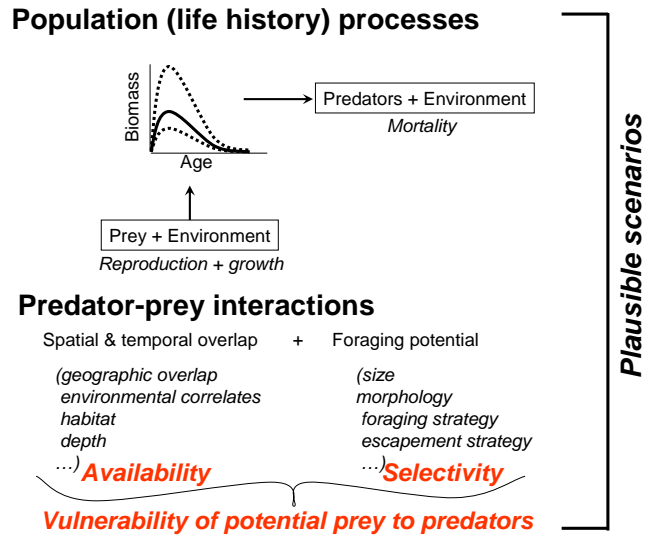 Population (life history) processes
Biomass
Age
Predators + Environment
Mortality
Prey + Environment
Reproduction + growth
Predator-prey interactions
Spatial & temporal overlap + Foraging potential
(geographic overlap
environmental correlates
habitat
depth
...)
Availability
(size
morphology
foraging strategy
escapement strategy
...)
Selectivity
Vulnerability of potential prey to predators
Plausible scenarios